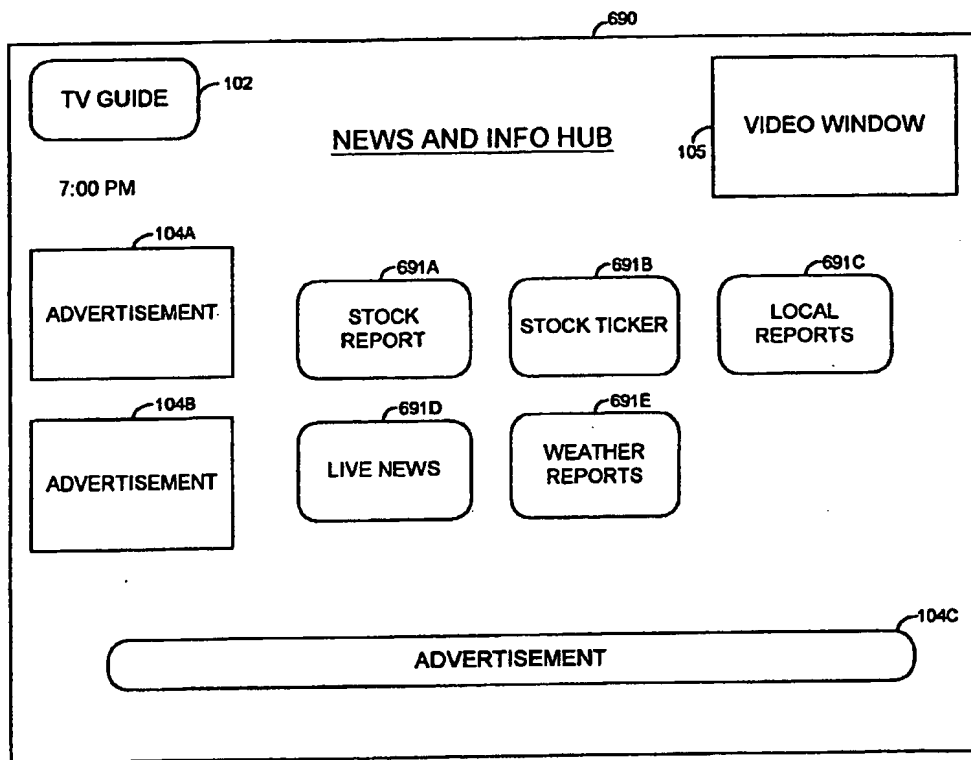 690
TV GUIDE
102
NEWS AND INFO HUB
VIDEO WINDOW
105
7:00 PM
104A
ADVERTISEMENT
691A
STOCK
REPORT
691B
STOCK TICKER
691C
LOCAL
REPORTS
104B
ADVERTISEMENT
691D
LIVE NEWS
691E
WEATHER
REPORTS
104C
ADVERTISEMENT